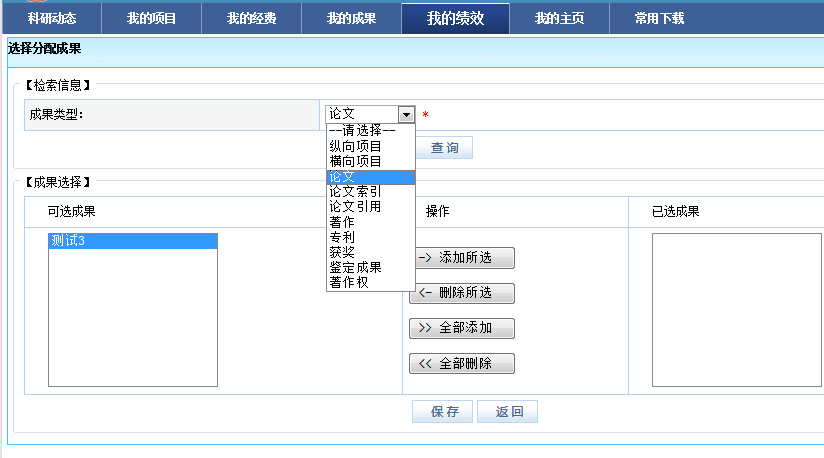 科研动态 我的项目 我的经费 我的成果 我的绩效 我的主页 常用下载
选择分配成果
【检索信息】
成果类型: 论文 *
--请选择--
纵向项目
横向项目
论文
论文索引
论文引用
著作
专利
获奖
鉴定成果
著作权
查询
【成果选择】
可选成果 操作 已选成果
测试3
-> 添加所选
<- 删除所选
>> 全部添加
<< 全部删除
保存 返回